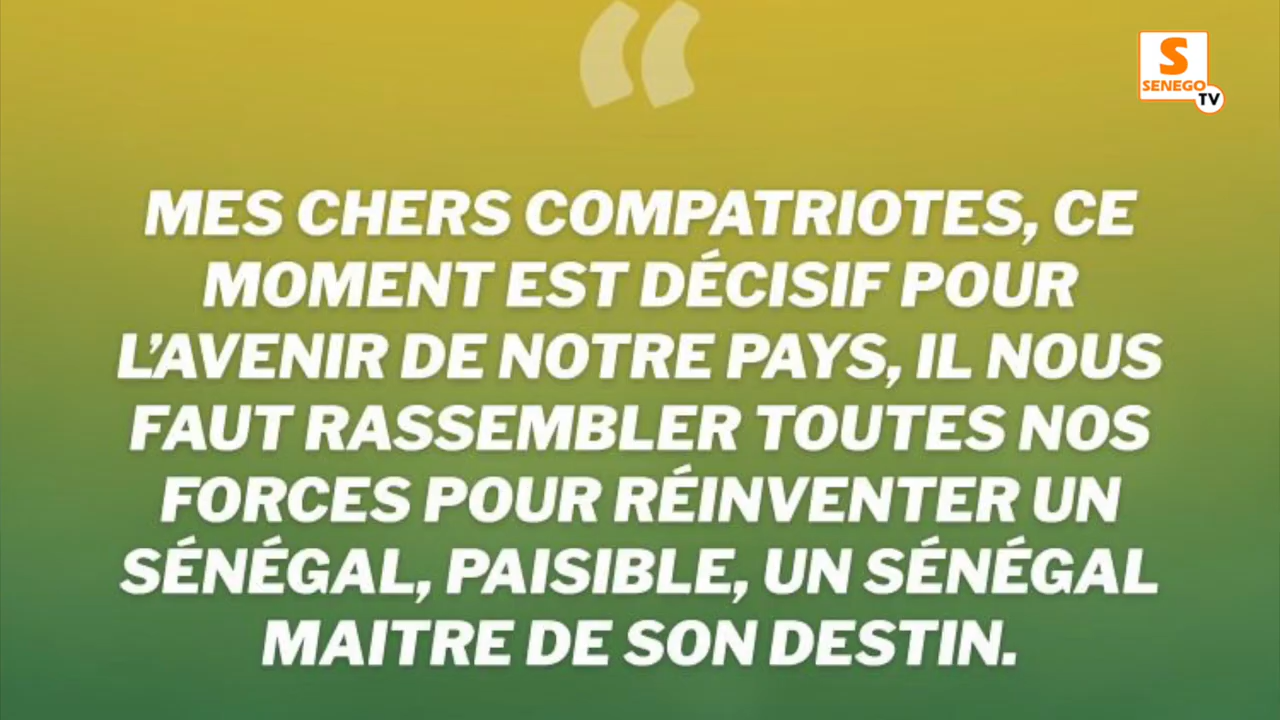 “
S
SENEGO
TV
MES CHERS COMPATRIOTES, CE
MOMENT EST DÉCISIF POUR
L’AVENIR DE NOTRE PAYS, IL NOUS
FAUT RASSEMBLER TOUTES NOS
FORCES POUR RÉINVENTER UN
SÉNÉGAL, PAISIBLE, UN SÉNÉGAL
MAITRE DE SON DESTIN.